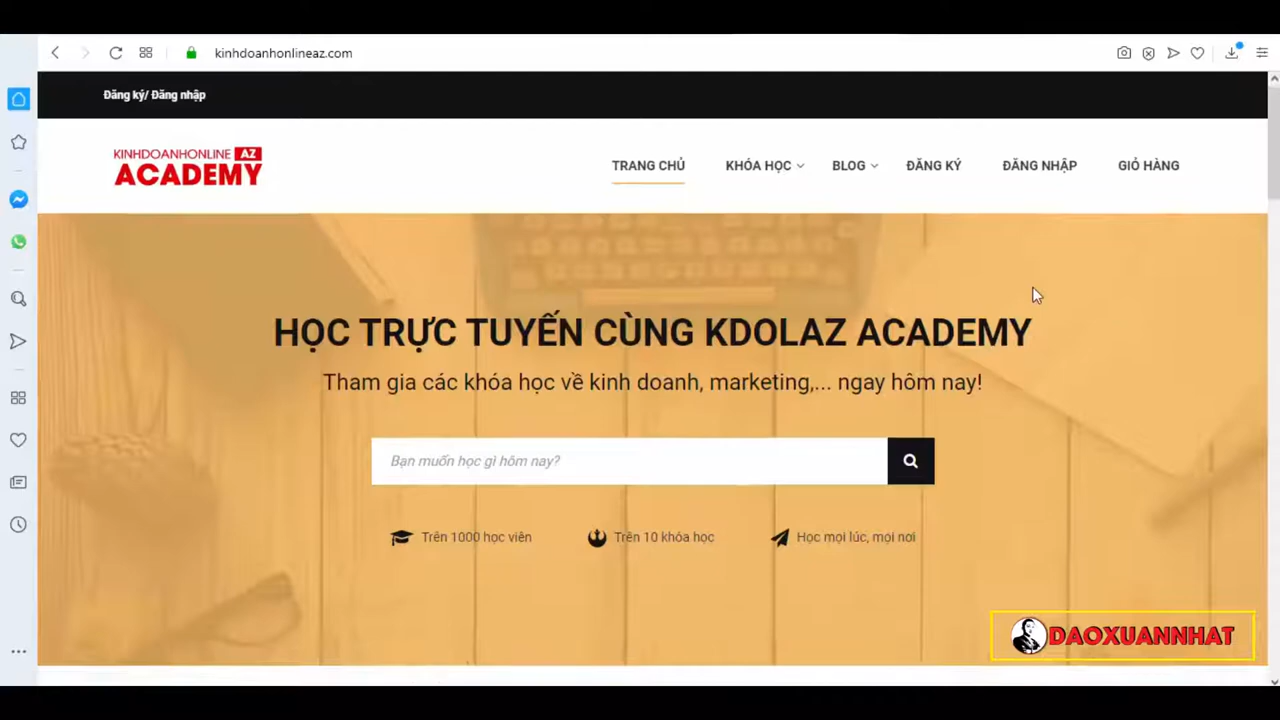 kinhdoanhonlineaz.com
Đăng ký/ Đăng nhập
KINHDOANHONLINE AZ
ACADEMY
TRANG CHỦ
KHÓA HỌC
BLOG
ĐĂNG KÝ
ĐĂNG NHẬP
GIỎ HÀNG
HỌC TRỰC TUYẾN CÙNG KDOLAZ ACADEMY
Tham gia các khóa học về kinh doanh, marketing,... ngay hôm nay!
Bạn muốn học gì hôm nay?
Trên 1000 học viên
Trên 10 khóa học
Học mọi lúc, mọi nơi
DAOXUANNHAT